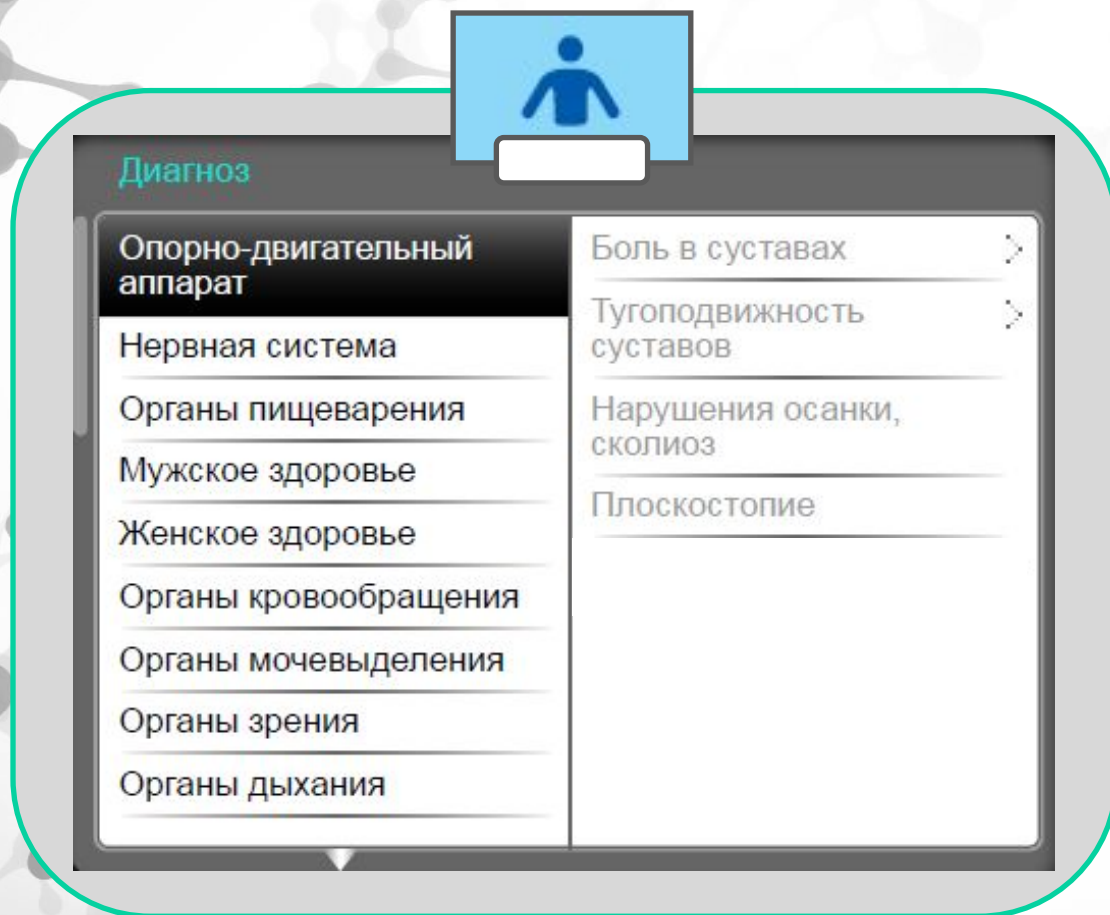 Диагноз
Опорно-двигательный
аппарат
Нервная система
Органы пищеварения
Мужское здоровье
Женское здоровье
Органы кровообращения
Органы мочевыделения
Органы зрения
Органы дыхания
Боль в суставах
Тугоподвижность
суставов
Нарушения осанки,
сколиоз
Плоскостопие